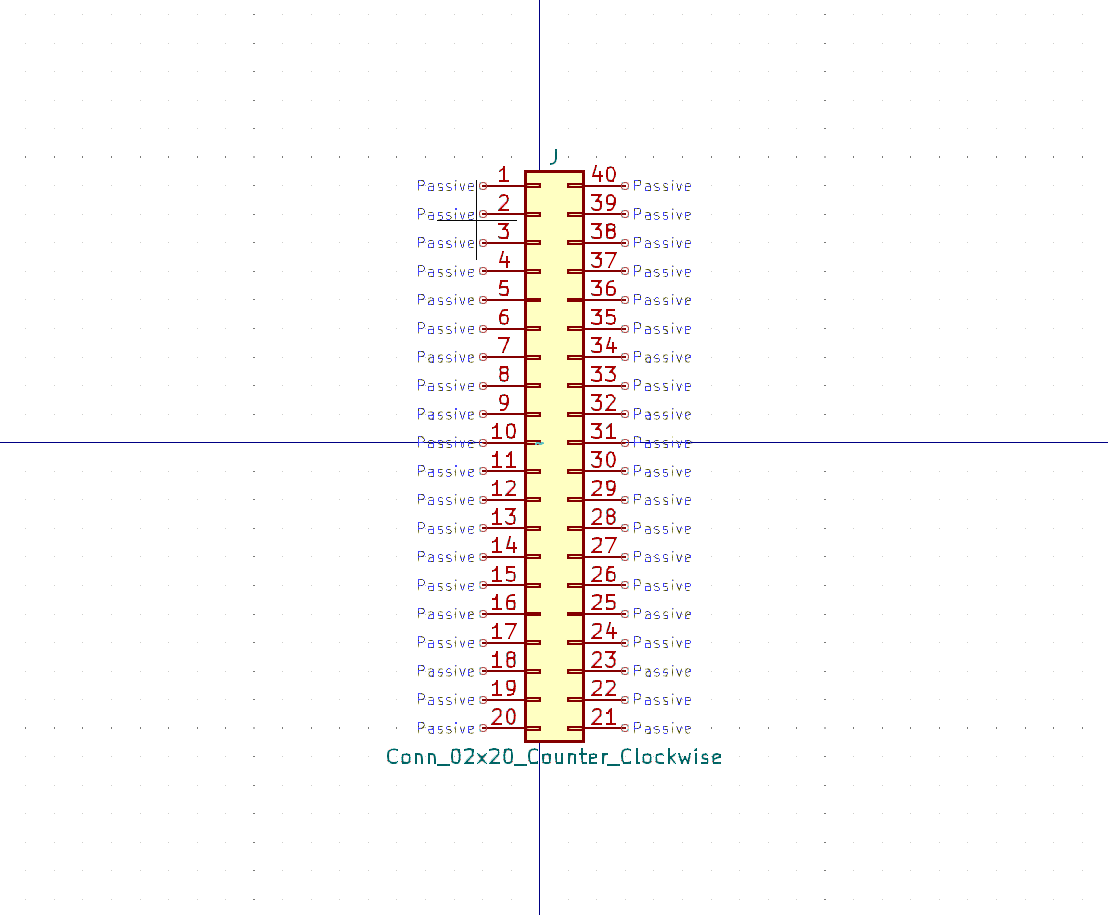 J
Passive 1 40 Passive
Passive 2 39 Passive
Passive 3 38 Passive
Passive 4 37 Passive
Passive 5 36 Passive
Passive 6 35 Passive
Passive 7 34 Passive
Passive 8 33 Passive
Passive 9 32 Passive
Passive 10 31 Passive
Passive 11 30 Passive
Passive 12 29 Passive
Passive 13 28 Passive
Passive 14 27 Passive
Passive 15 26 Passive
Passive 16 25 Passive
Passive 17 24 Passive
Passive 18 23 Passive
Passive 19 22 Passive
Passive 20 21 Passive
Conn_02x20_Counter_Clockwise